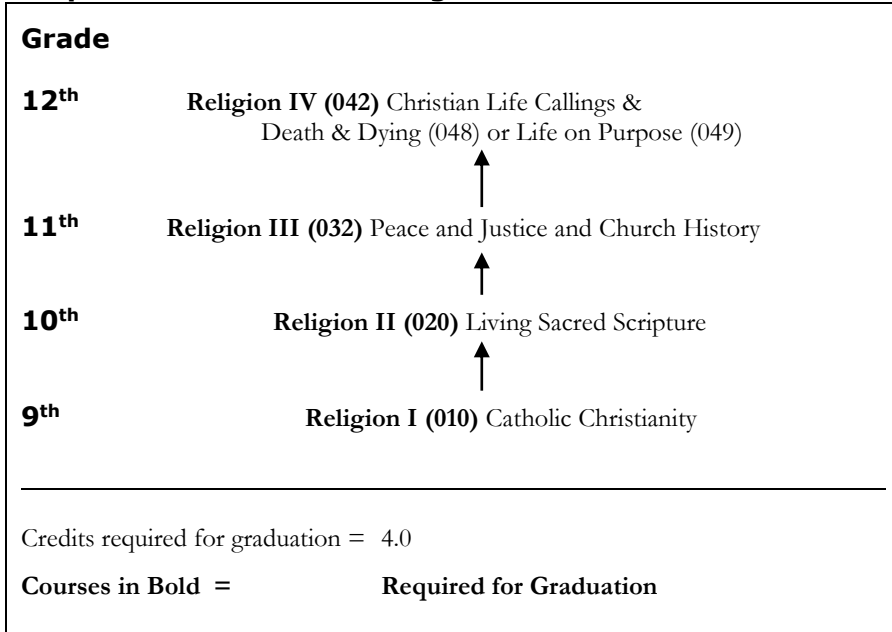 Grade
12th Religion IV (042) Christian Life Callings &
Death & Dying (048) or Life on Purpose (049)
11th Religion III (032) Peace and Justice and Church History
10th Religion II (020) Living Sacred Scripture
9th Religion I (010) Catholic Christianity
Credits required for graduation = 4.0
Courses in Bold = Required for Graduation